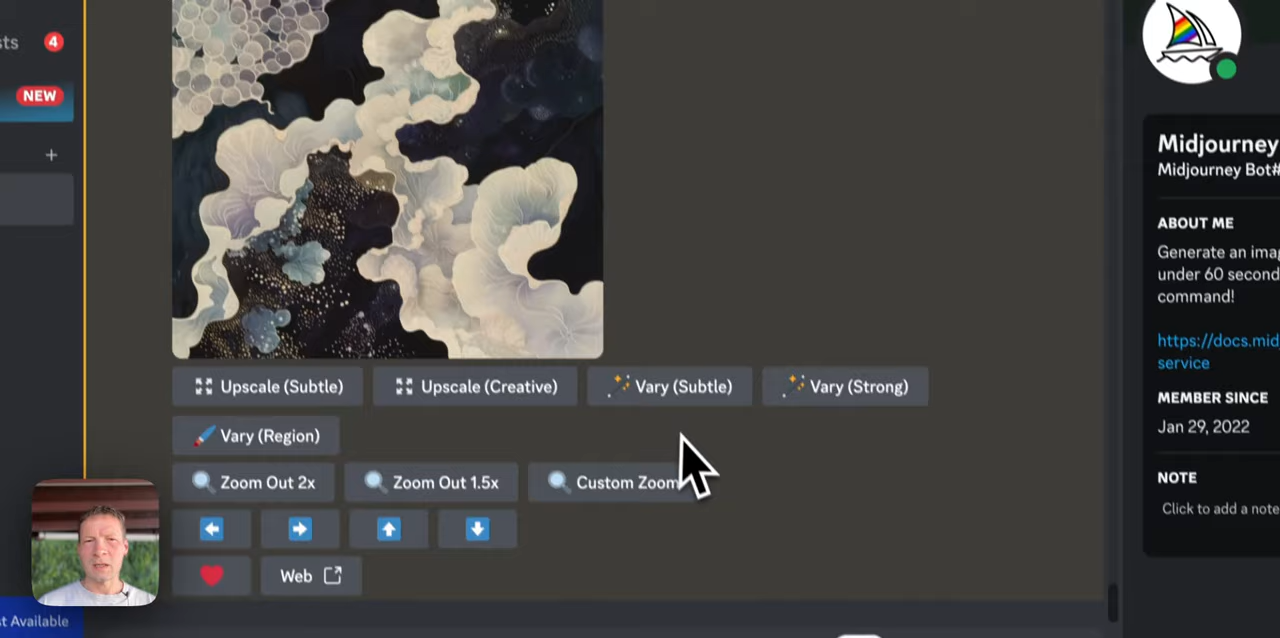 sts 4
NEW
+
Upscale (Subtle) Upscale (Creative) Vary (Subtle) Vary (Strong)
Vary (Region)
Zoom Out 2x Zoom Out 1.5x Custom Zoom
Web
t Available
Midjourney
Midjourney Bot#
ABOUT ME
Generate an imag
under 60 second
command!
https://docs.mid
service
MEMBER SINCE
Jan 29, 2022
NOTE
Click to add a note